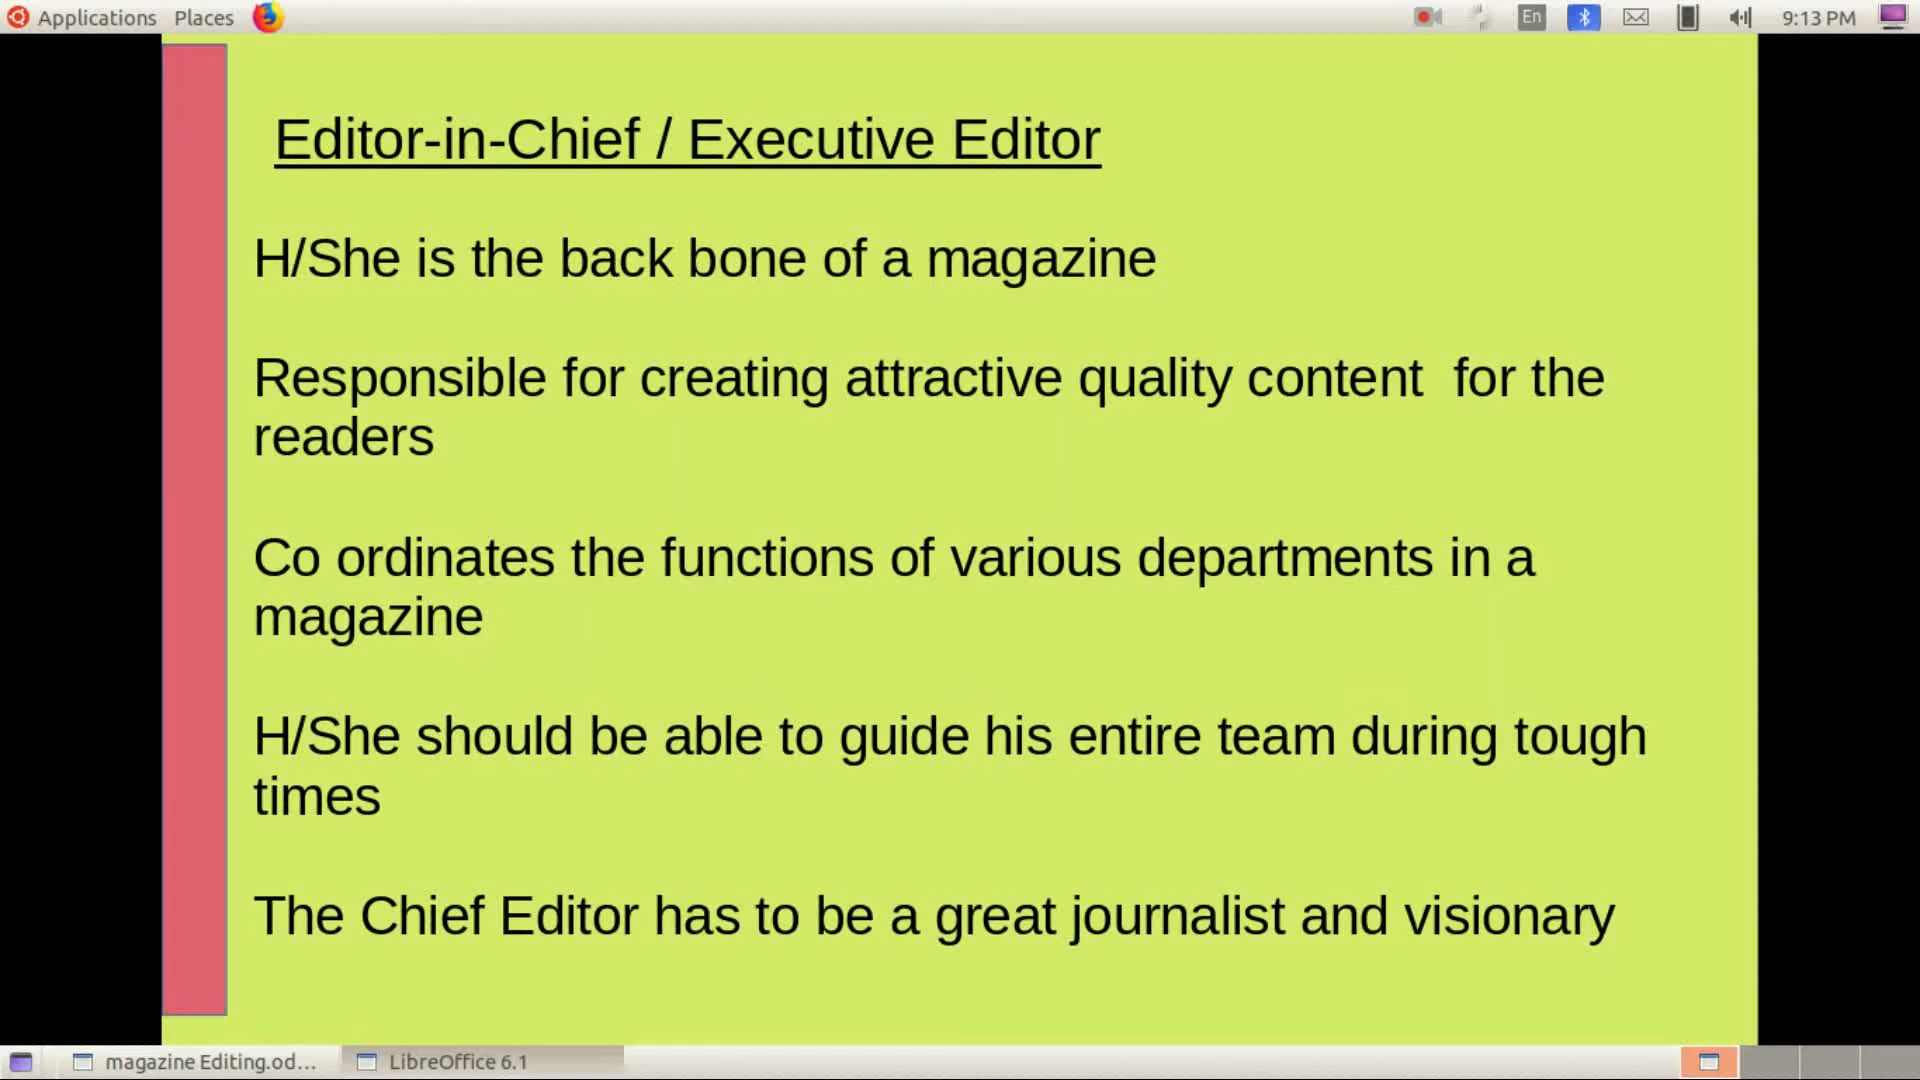 Applications Places En 9:13 PM
Editor-in-Chief / Executive Editor
H/She is the back bone of a magazine
Responsible for creating attractive quality content  for the
readers
Co ordinates the functions of various departments in a
magazine
H/She should be able to guide his entire team during tough
times
The Chief Editor has to be a great journalist and visionary
magazine Editing.od... LibreOffice 6.1